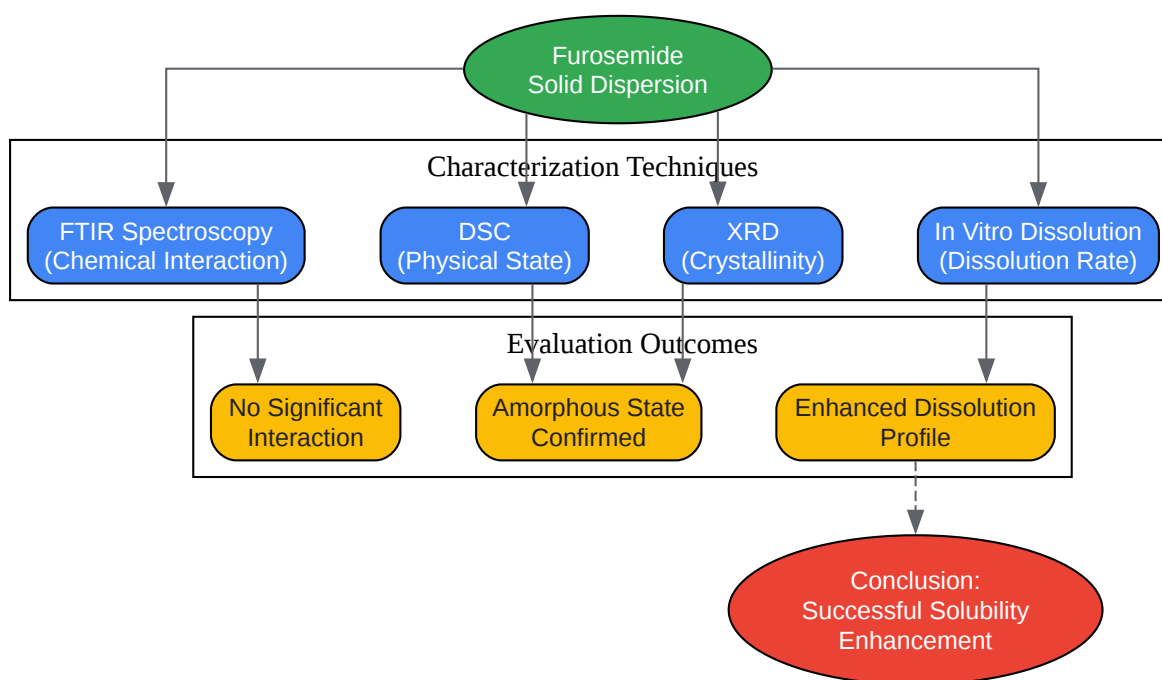 Furosemide
Solid Dispersion
Characterization Techniques
FTIR Spectroscopy
(Chemical Interaction)
DSC
(Physical State)
XRD
(Crystallinity)
In Vitro Dissolution
(Dissolution Rate)
Evaluation Outcomes
No Significant
Interaction
Amorphous State
Confirmed
Enhanced Dissolution
Profile
Conclusion:
Successful Solubility
Enhancement